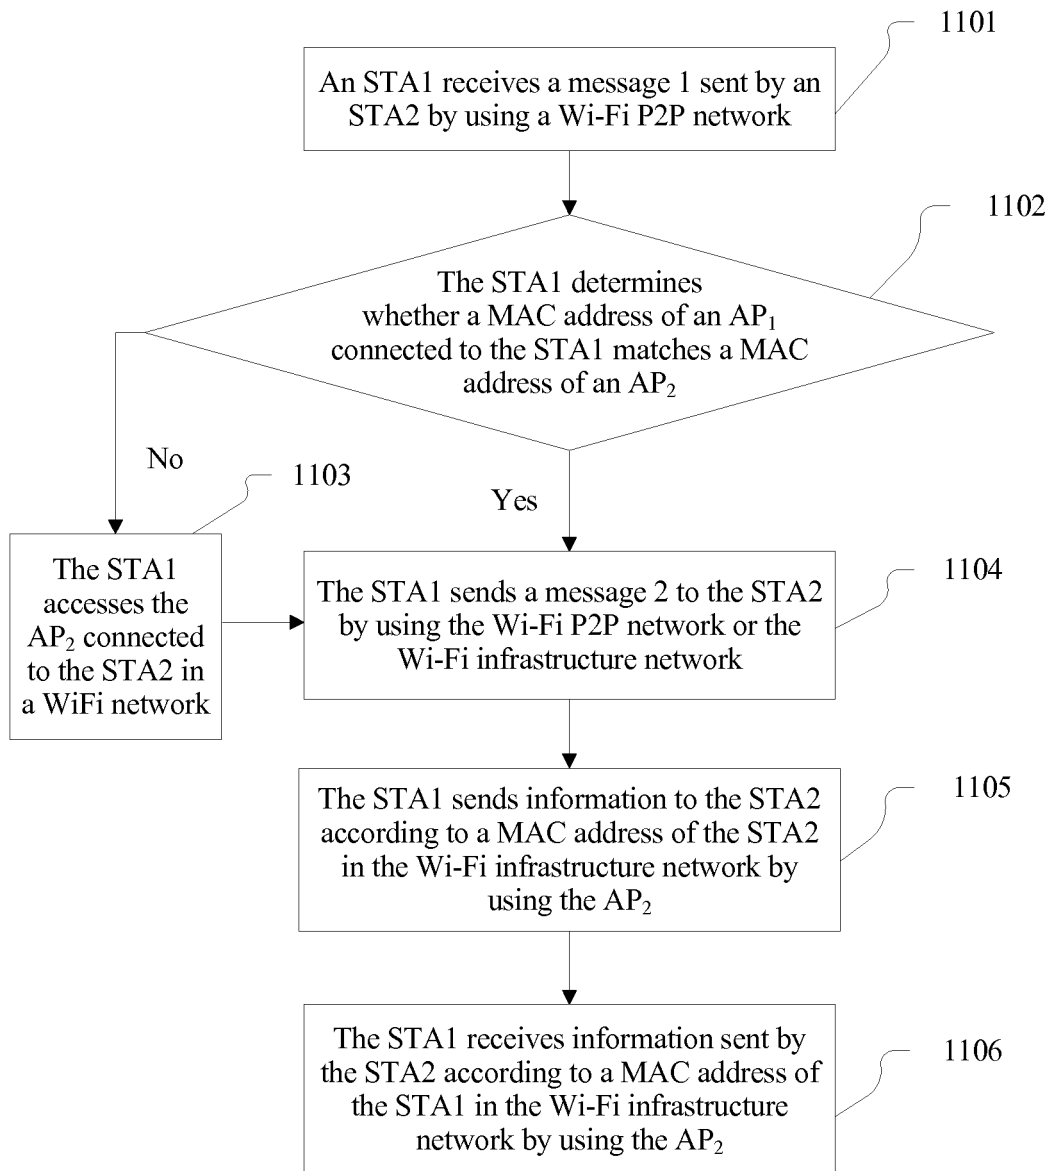 1101
An STA1 receives a message 1 sent by an
STA2 by using a Wi-Fi P2P network
1102
The STA1 determines
whether a MAC address of an AP₁
connected to the STA1 matches a MAC
address of an AP₂
No
1103
Yes
The STA1
accesses the
AP₂ connected
to the STA2 in
a WiFi network
1104
The STA1 sends a message 2 to the STA2
by using the Wi-Fi P2P network or the
Wi-Fi infrastructure network
1105
The STA1 sends information to the STA2
according to a MAC address of the STA2
in the Wi-Fi infrastructure network by
using the AP₂
1106
The STA1 receives information sent by
the STA2 according to a MAC address of
the STA1 in the Wi-Fi infrastructure
network by using the AP₂